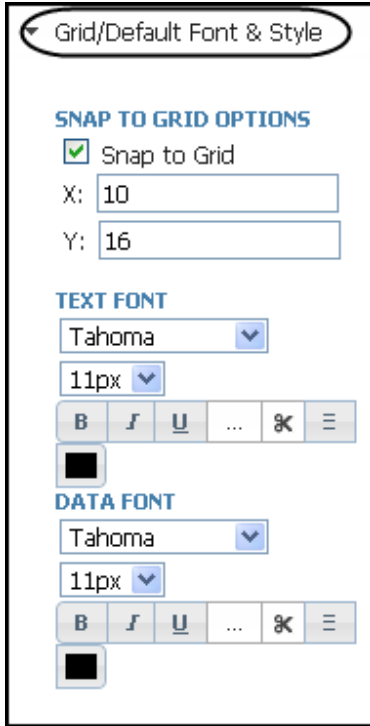 Grid/Default Font & Style
SNAP TO GRID OPTIONS
Snap to Grid
X: 10
Y: 16
TEXT FONT
Tahoma
11px
B I U ...
DATA FONT
Tahoma
11px
B I U ...